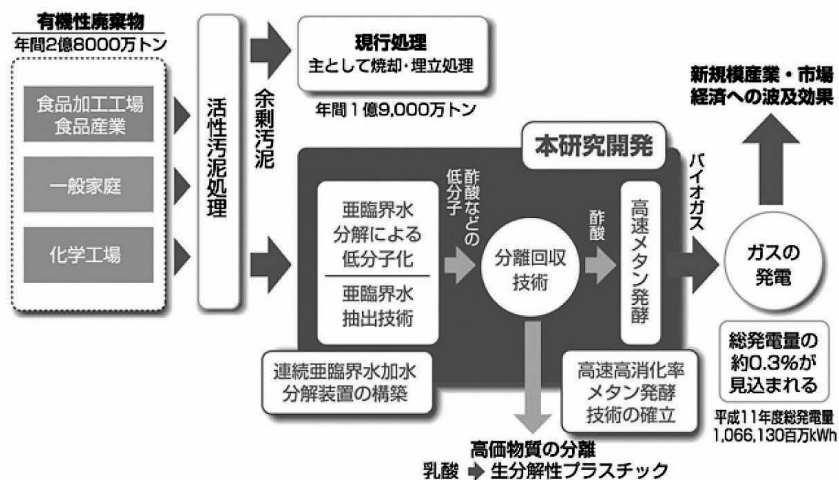 有機性廃棄物
年間2億8000万トン
食品加工工場
食品産業
一般家庭
化学工場
活性汚泥処理
余剰汚泥
現行処理
主として焼却・埋立処理
年間1億9,000万トン
本研究開発
亜臨界水
分解による
低分子化
亜臨界水
抽出技術
連続亜臨界水加水
分解装置の構築
酢酸などの
低分子
分離回収
技術
酢酸
高速メタン発酵
高速高消化率
メタン発酵
技術の確立
高価物質の分離
乳酸 ➡ 生分解性プラスチック
バイオガス
新規模産業・市場
経済への波及効果
ガスの
発電
総発電量の
約0.3%が
見込まれる
平成11年度総発電量
1,066,130百万kWh